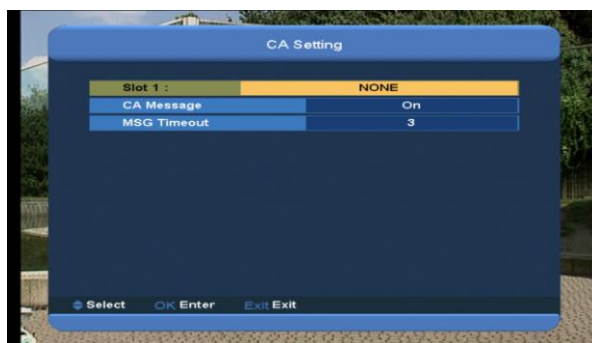 CA Setting
Slot 1 : NONE
CA Message On
MSG Timeout 3
Select OK Enter Exit Exit